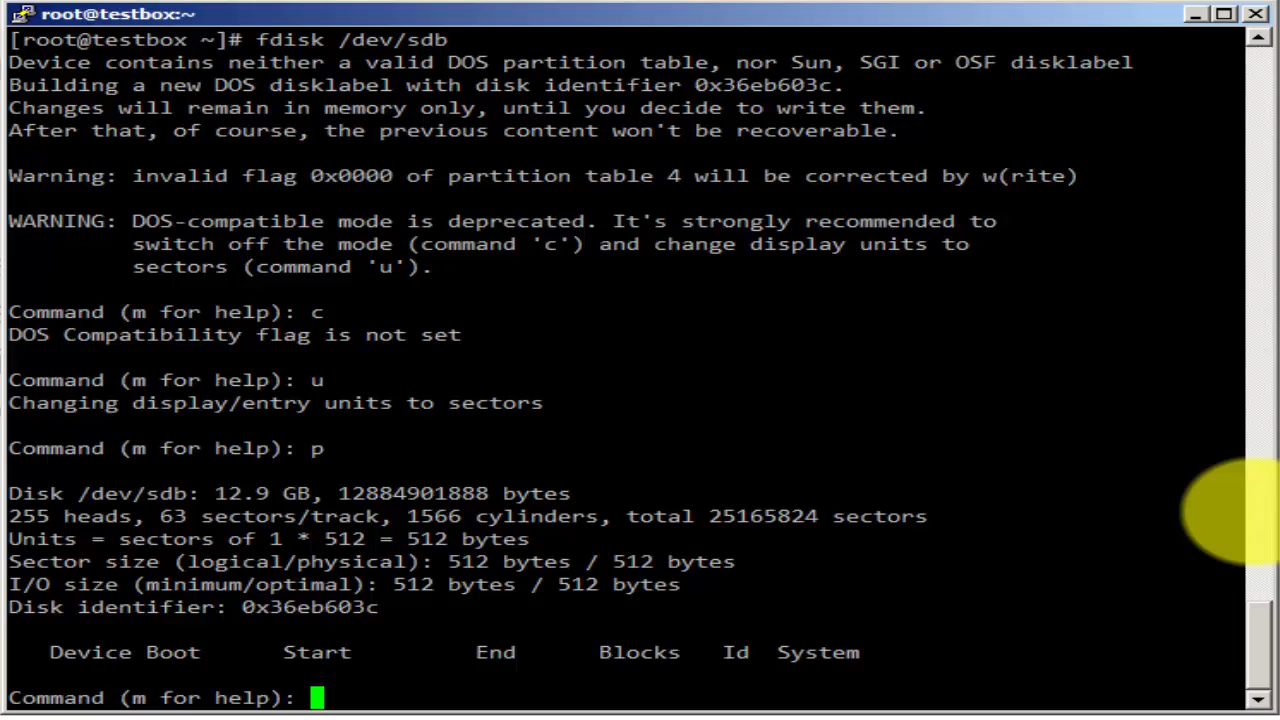 root@testbox:~
[root@testbox ~]# fdisk /dev/sdb
Device contains neither a valid DOS partition table, nor Sun, SGI or OSF disklabel
Building a new DOS disklabel with disk identifier 0x36eb603c.
Changes will remain in memory only, until you decide to write them.
After that, of course, the previous content won't be recoverable.
Warning: invalid flag 0x0000 of partition table 4 will be corrected by w(rite)
WARNING: DOS-compatible mode is deprecated. It's strongly recommended to
switch off the mode (command 'c') and change display units to
sectors (command 'u').
Command (m for help): c
DOS Compatibility flag is not set
Command (m for help): u
Changing display/entry units to sectors
Command (m for help): p
Disk /dev/sdb: 12.9 GB, 12884901888 bytes
255 heads, 63 sectors/track, 1566 cylinders, total 25165824 sectors
Units = sectors of 1 * 512 = 512 bytes
Sector size (logical/physical): 512 bytes / 512 bytes
I/O size (minimum/optimal): 512 bytes / 512 bytes
Disk identifier: 0x36eb603c
Device Boot Start End Blocks Id System
Command (m for help):